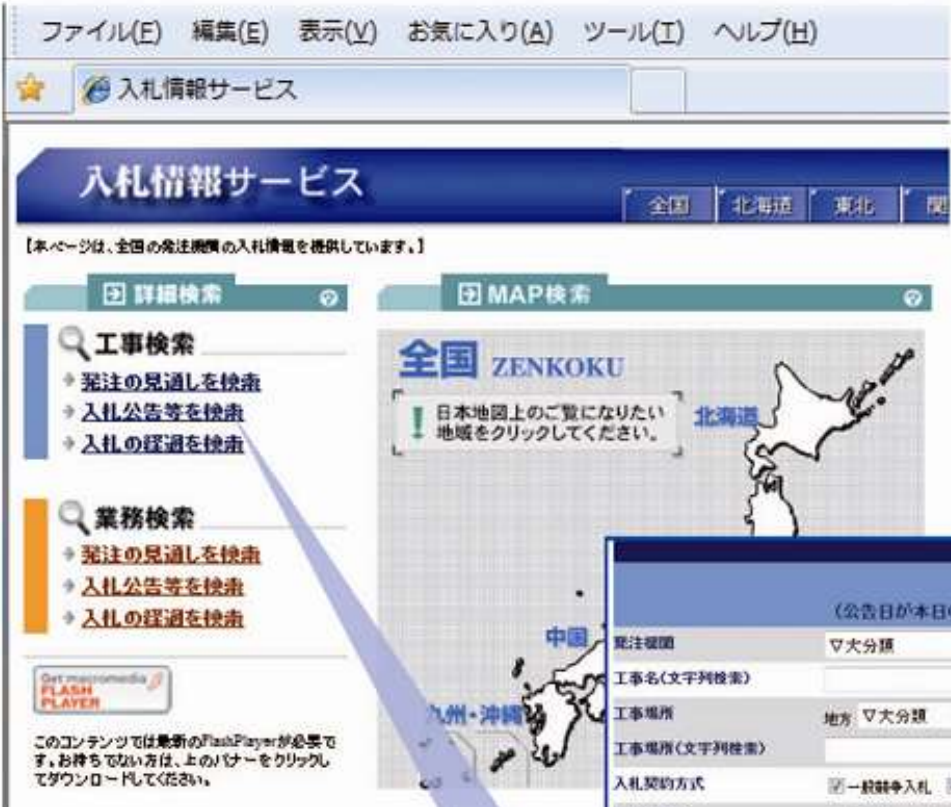 ファイル(F) 編集(E) 表示(V) お気に入り(A) ツール(T) ヘルプ(H)
入札情報サービス
入札情報サービス
全国 北海道 東北
【本ページは、全国の発注機関の入札情報を提供しています。】
詳細検索
工事検索
発注の見通しを検索
入札公告等を検索
入札の経過を検索
業務検索
発注の見通しを検索
入札公告等を検索
入札の経過を検索
Get macromedia
FLASH
PLAYER
このコンテンツでは最新のFlashPlayerが必要で
す。お持ちでない方は、上のバナーをクリックし
てダウンロードしてください。
MAP検索
全国 ZENKOKU
! 日本地図上のご覧になりたい
地域をクリックしてください。
北海道
中国
九州・沖縄
(公告日が本日
発注機関 ▽大分類
工事名(文字列検索)
工事場所 地方 ▽大分類
工事場所(文字列検索)
入札契約方式 一般競争入札